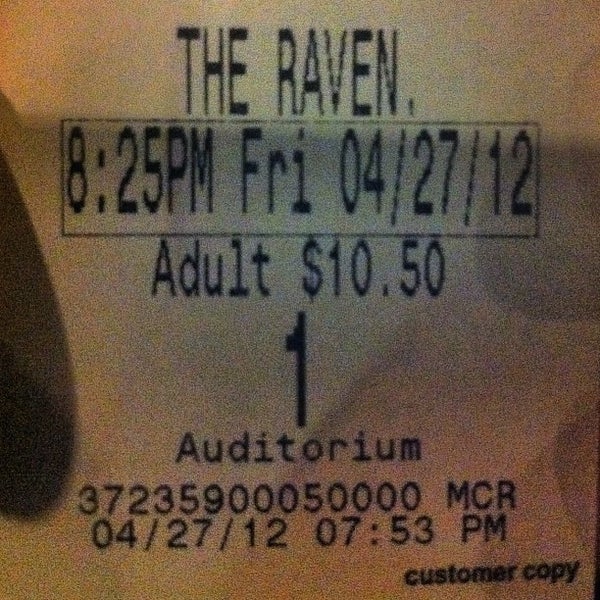 THE RAVEN.
8:25PM Fri 04/27/12
Adult $10.50
1
Auditorium
37235900050000 MCR
04/27/12 07:53 PM
customer copy